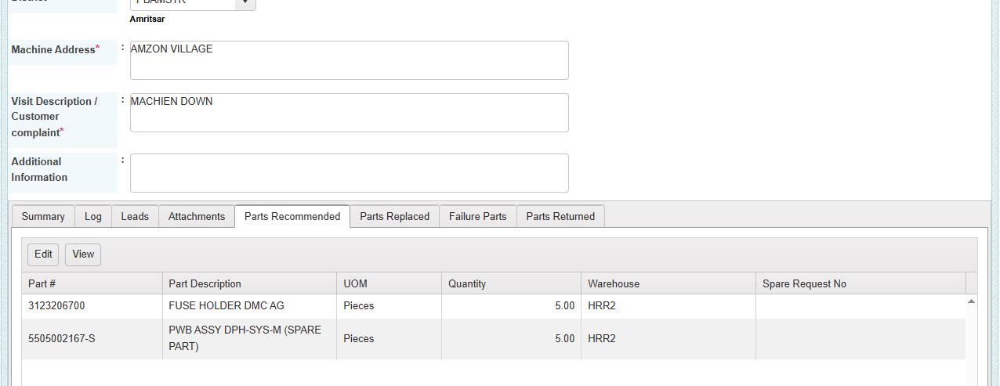 Amritsar
Machine Address* : AMZON VILLAGE
Visit Description / : MACHIEN DOWN
Customer
complaint*
Additional :
Information
Summary Log Leads Attachments Parts Recommended Parts Replaced Failure Parts Parts Returned
Edit View
Part # Part Description UOM Quantity Warehouse Spare Request No
3123206700 FUSE HOLDER DMC AG Pieces 5.00 HRR2
5505002167-S PWB ASSY DPH-SYS-M (SPARE PART) Pieces 5.00 HRR2